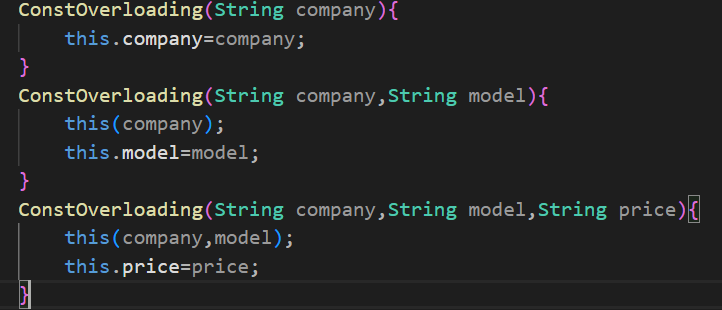 ConstOverloading(String company){
    this.company=company;
}
ConstOverloading(String company,String model){
    this(company);
    this.model=model;
}
ConstOverloading(String company,String model,String price){
    this(company,model);
    this.price=price;
}